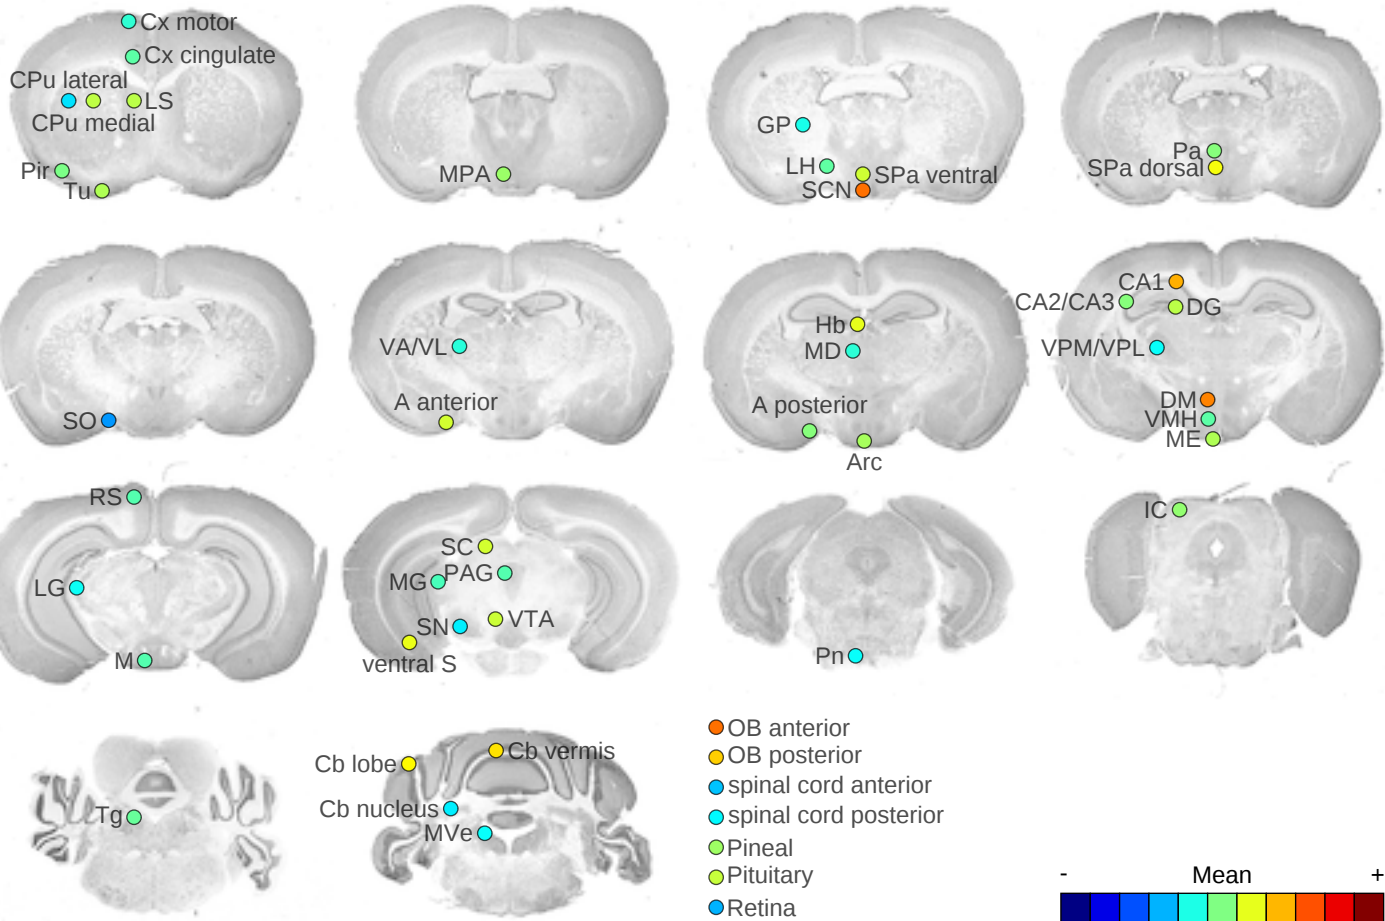 Cx motor
Cx cingulate
CPu lateral
LS
CPu medial
Pir
Tu
MPA
GP
LH
SPa ventral
SCN
Pa
SPa dorsal
SO
VA/VL
A anterior
Hb
MD
A posterior
Arc
CA1
CA2/CA3
DG
VPM/VPL
DM
VMH
ME
RS
LG
M
SC
MG
PAG
SN
VTA
ventral S
Pn
IC
Tg
Cb lobe
Cb vermis
Cb nucleus
MVe
OB anterior
OB posterior
spinal cord anterior
spinal cord posterior
Pineal
Pituitary
Retina
- Mean +